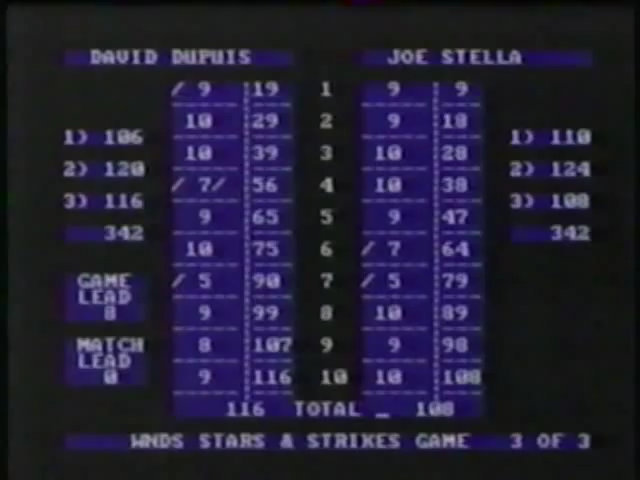 DAVID DUPUIS JOE STELLA
/ 9 19 1 9 9
10 29 2 9 18
1) 106 1) 110
10 39 3 10 28
2) 120 2) 124
/ 7/ 56 4 10 38
3) 116 3) 108
9 65 5 9 47
342 342
10 75 6 / 7 64
GAME / 5 90 7 / 5 79
LEAD
8 9 99 8 10 89
MATCH 8 107 9 9 98
LEAD
0 9 116 10 10 108
116 TOTAL _ 108
WNDS STARS & STRIKES GAME 3 OF 3